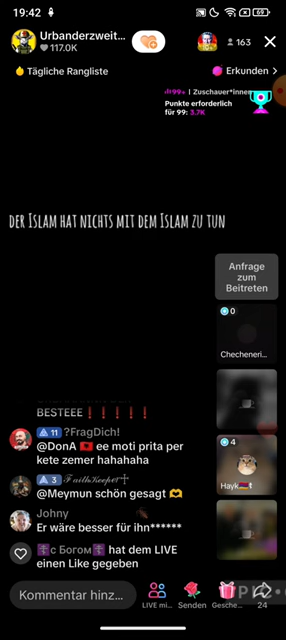 19:42
69
Urbanderzweit...
117.0K
163
Tägliche Rangliste
Erkunden >
99+ | Zuschauer*innen
Punkte erforderlich
für 99: 3.7K
DER ISLAM HAT NICHTS MIT DEM ISLAM ZU TUN
Anfrage
zum
Beitreten
0
Checheneri...
4
Hayk
BESTEEE❗❗❗❗❗
11 ?FragDich!
@DonA 🇦🇱 ee moti prita per
kete zemer hahahaha
3 𝓕𝓪𝓲𝓽𝓱𝓚𝓮𝓮𝓹𝓮𝓻
@Meymun schön gesagt 🫶
Johny
Er wäre besser für ihn******
☦️с Богом☦️ hat dem LIVE
einen Like gegeben
Kommentar hinz...
LIVE mi...
Senden
Gesche...
24